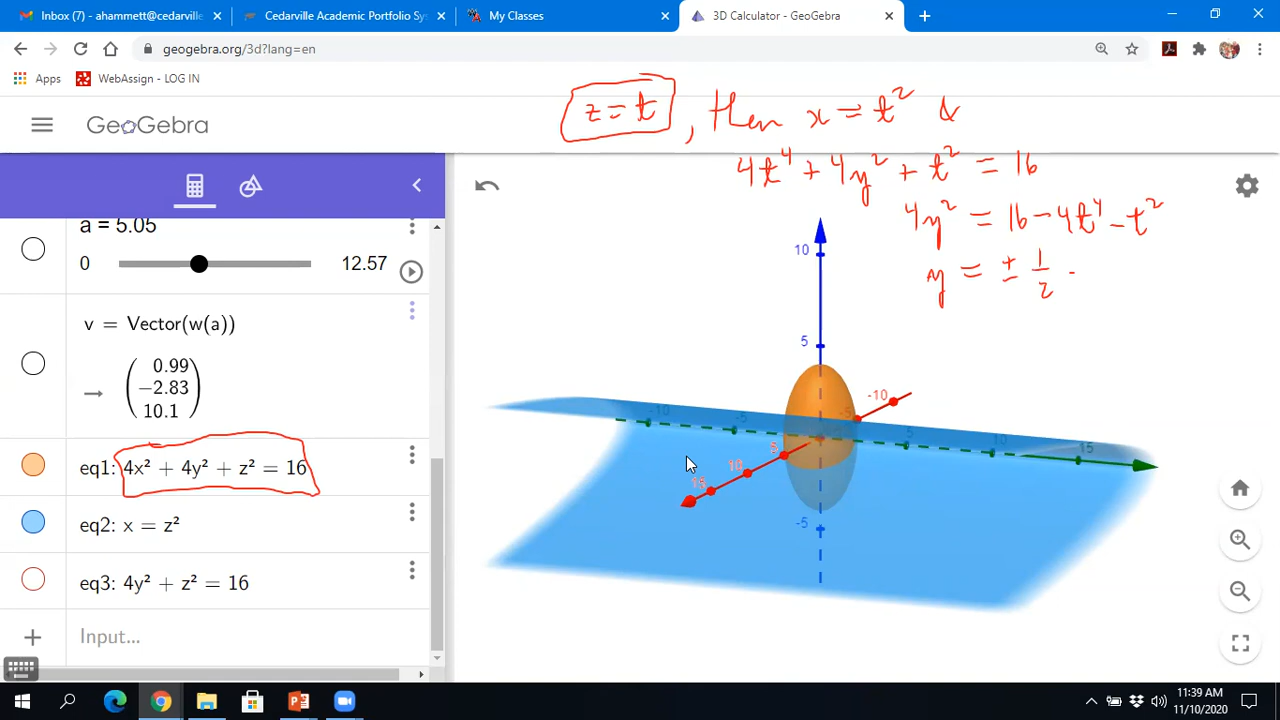 Inbox (7) - ahammett@cedarville
Cedarville Academic Portfolio Sy
My Classes
3D Calculator - GeoGebra
geogebra.org/3d?lang=en
Apps
WebAssign - LOG IN
GeoGebra
z = t, then x = t² &
4t⁴ + 4y² + t² = 16
4y² = 16 - 4t⁴ - t²
y = ± 1/2
a = 5.05
0
12.57
v = Vector(w(a))
→ (0.99
−2.83
10.1)
eq1: 4x² + 4y² + z² = 16
eq2: x = z²
eq3: 4y² + z² = 16
Input...
10
5
-5
-10
-5
5
10
15
-10
-5
5
10
15
11:39 AM
11/10/2020